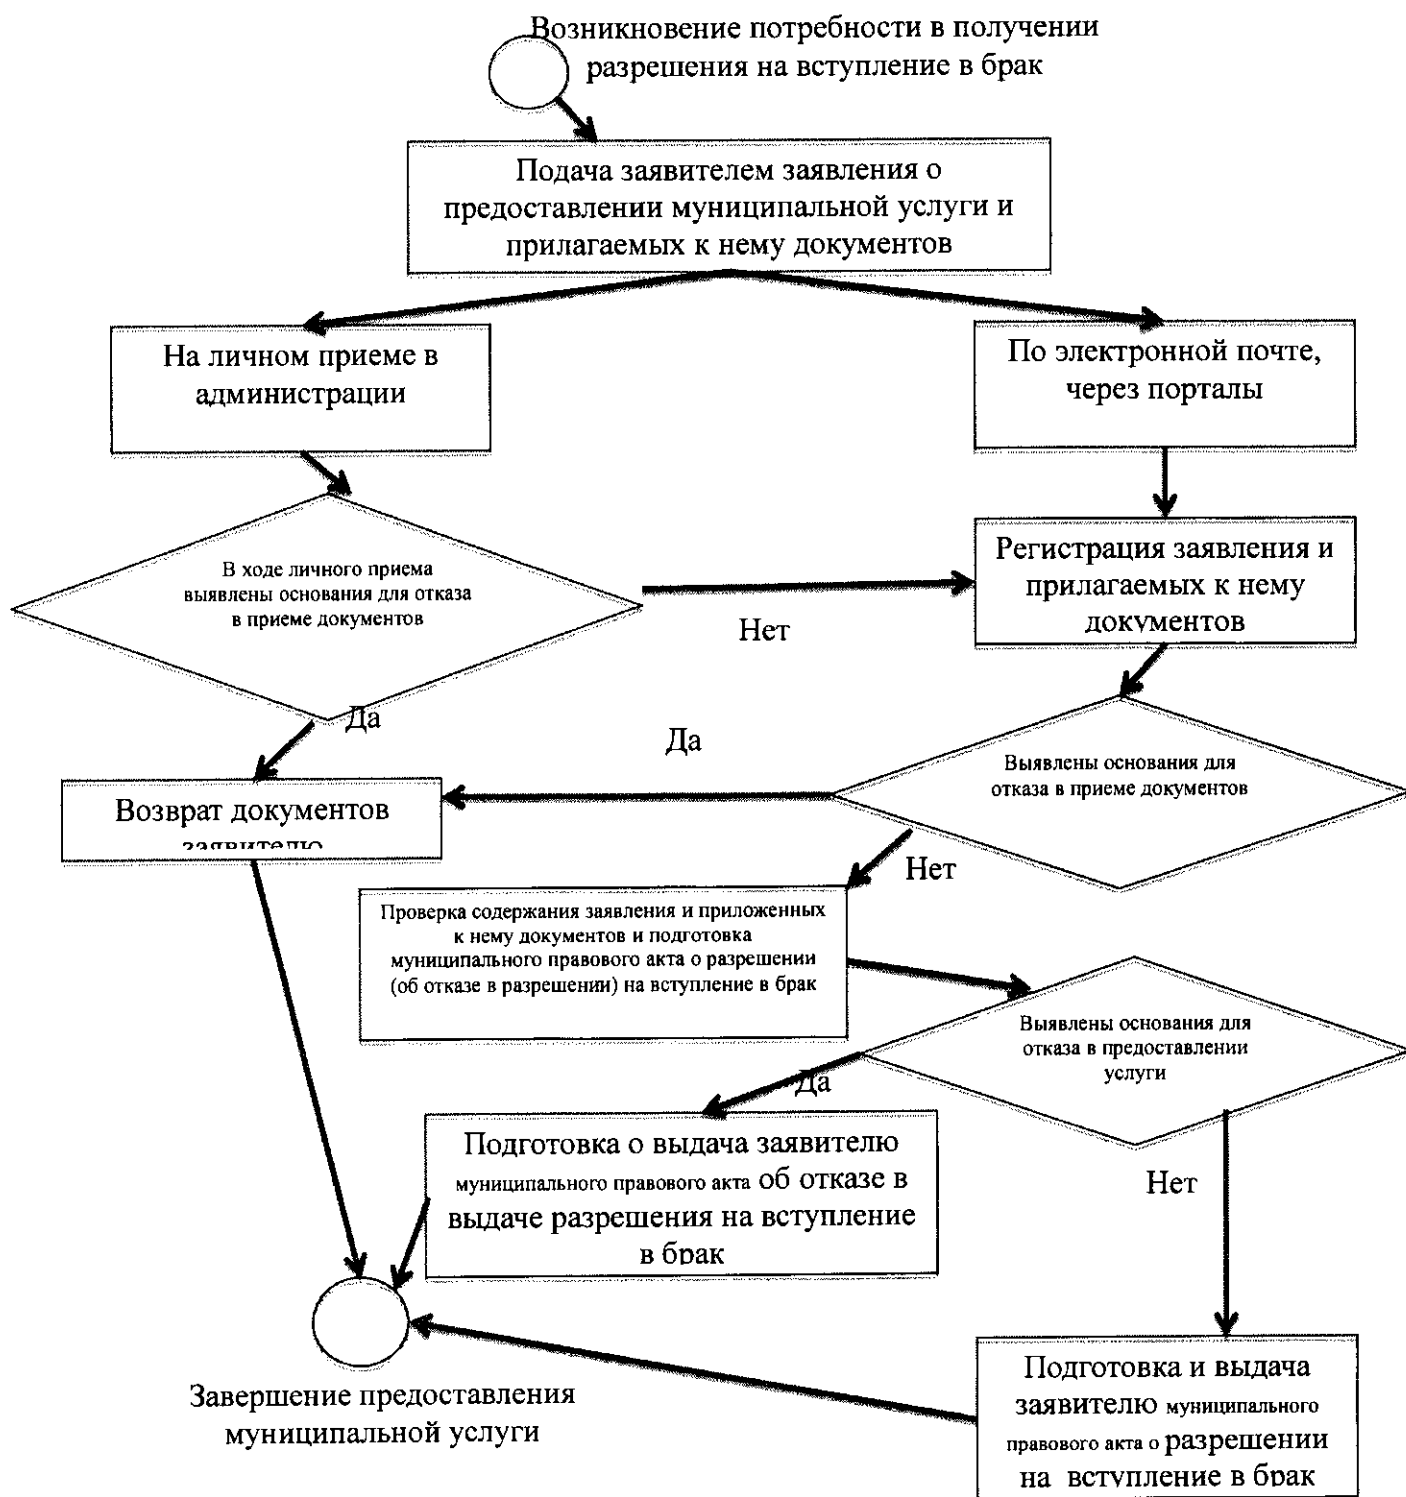 Возникновение потребности в получении
разрешения на вступление в брак
Подача заявителем заявления о
предоставлении муниципальной услуги и
прилагаемых к нему документов
На личном приеме в
администрации
По электронной почте,
через порталы
В ходе личного приема
выявлены основания для отказа
в приеме документов
Нет
Регистрация заявления и
прилагаемых к нему
документов
Да
Да
Выявлены основания для
отказа в приеме документов
Возврат документов
заявителю
Нет
Проверка содержания заявления и приложенных
к нему документов и подготовка
муниципального правового акта о разрешении
(об отказе в разрешении) на вступление в брак
Выявлены основания для
отказа в предоставлении
услуги
Да
Подготовка о выдача заявителю
муниципального правового акта об отказе в
выдаче разрешения на вступление
в брак
Нет
Подготовка и выдача
заявителю муниципального
правового акта о разрешении
на вступление в брак
Завершение предоставления
муниципальной услуги